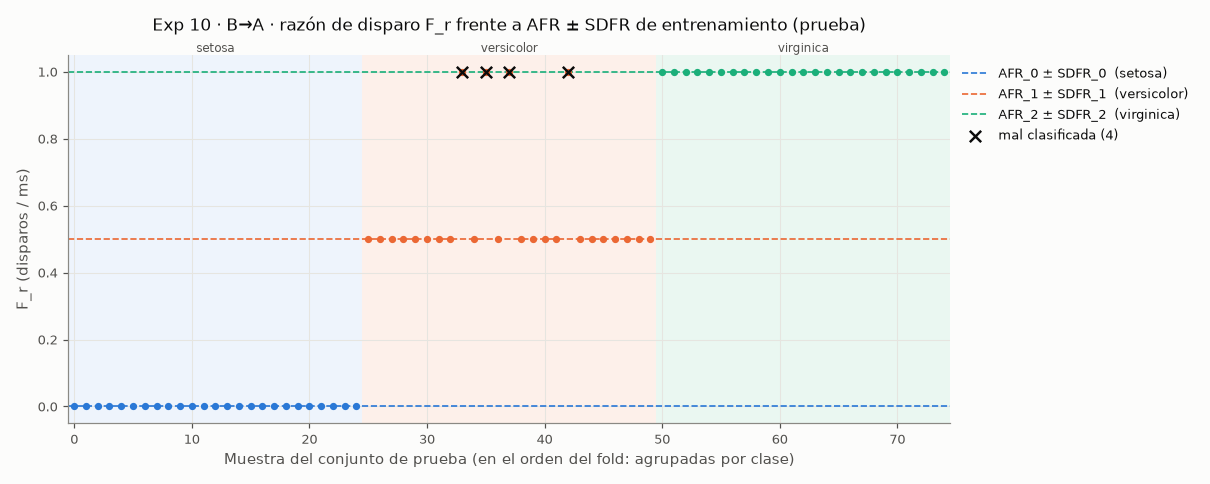 Exp 10 · B→A · razón de disparo F_r frente a AFR ± SDFR de entrenamiento (prueba)
setosa versicolor virginica
1.0
0.8
0.6
0.4
0.2
0.0
F_r (disparos / ms)
0 10 20 30 40 50 60 70
Muestra del conjunto de prueba (en el orden del fold: agrupadas por clase)
AFR_0 ± SDFR_0 (setosa)
AFR_1 ± SDFR_1 (versicolor)
AFR_2 ± SDFR_2 (virginica)
mal clasificada (4)